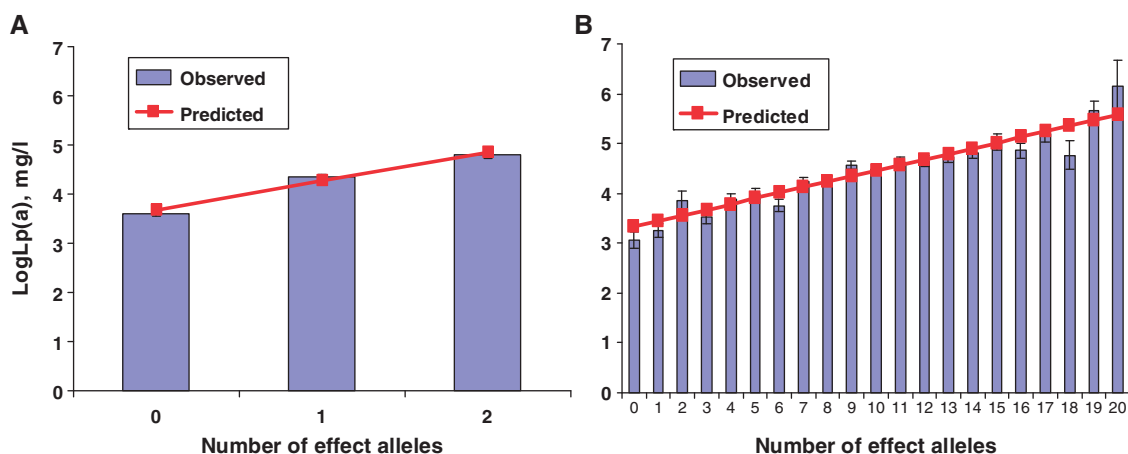 A
LogLp(a), mg/l
7
6
5
4
3
2
1
0
Observed
Predicted
0 1 2
Number of effect alleles
B
7
6
5
4
3
2
1
0
Observed
Predicted
0 1 2 3 4 5 6 7 8 9 10 11 12 13 14 15 16 17 18 19 20
Number of effect alleles